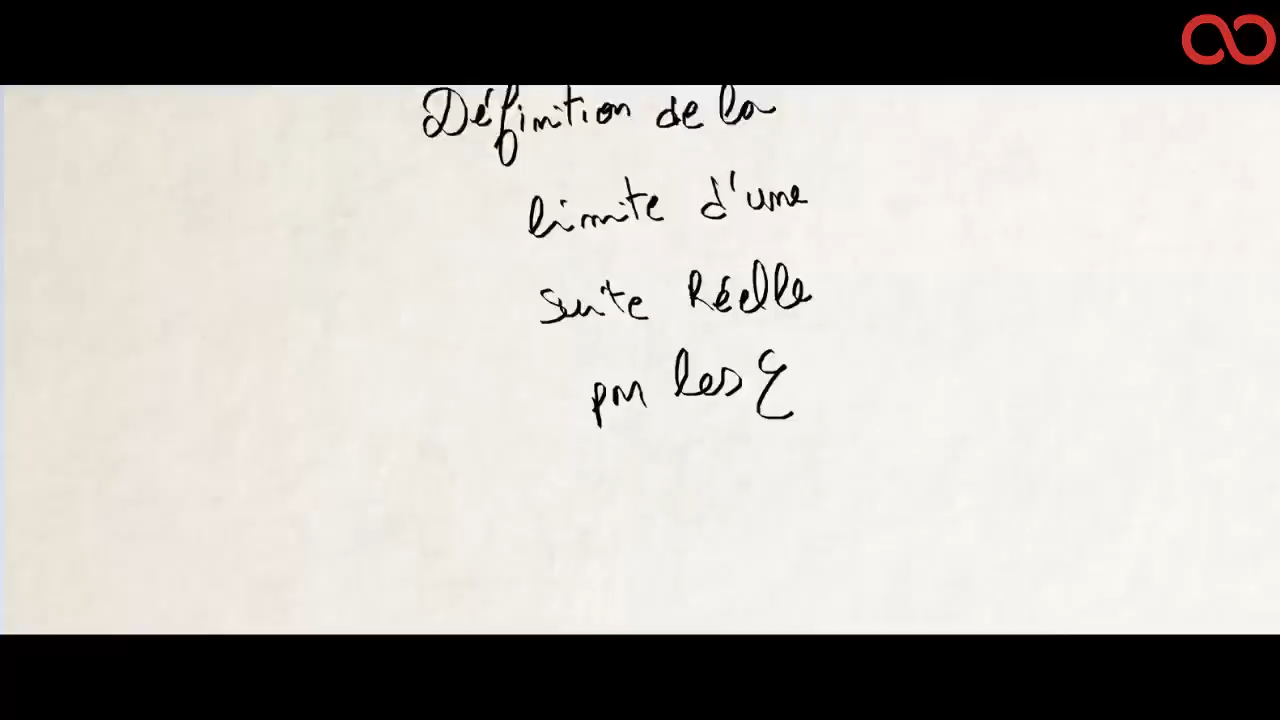 Définition de la
limite d'une
suite Réelle
par les ξ